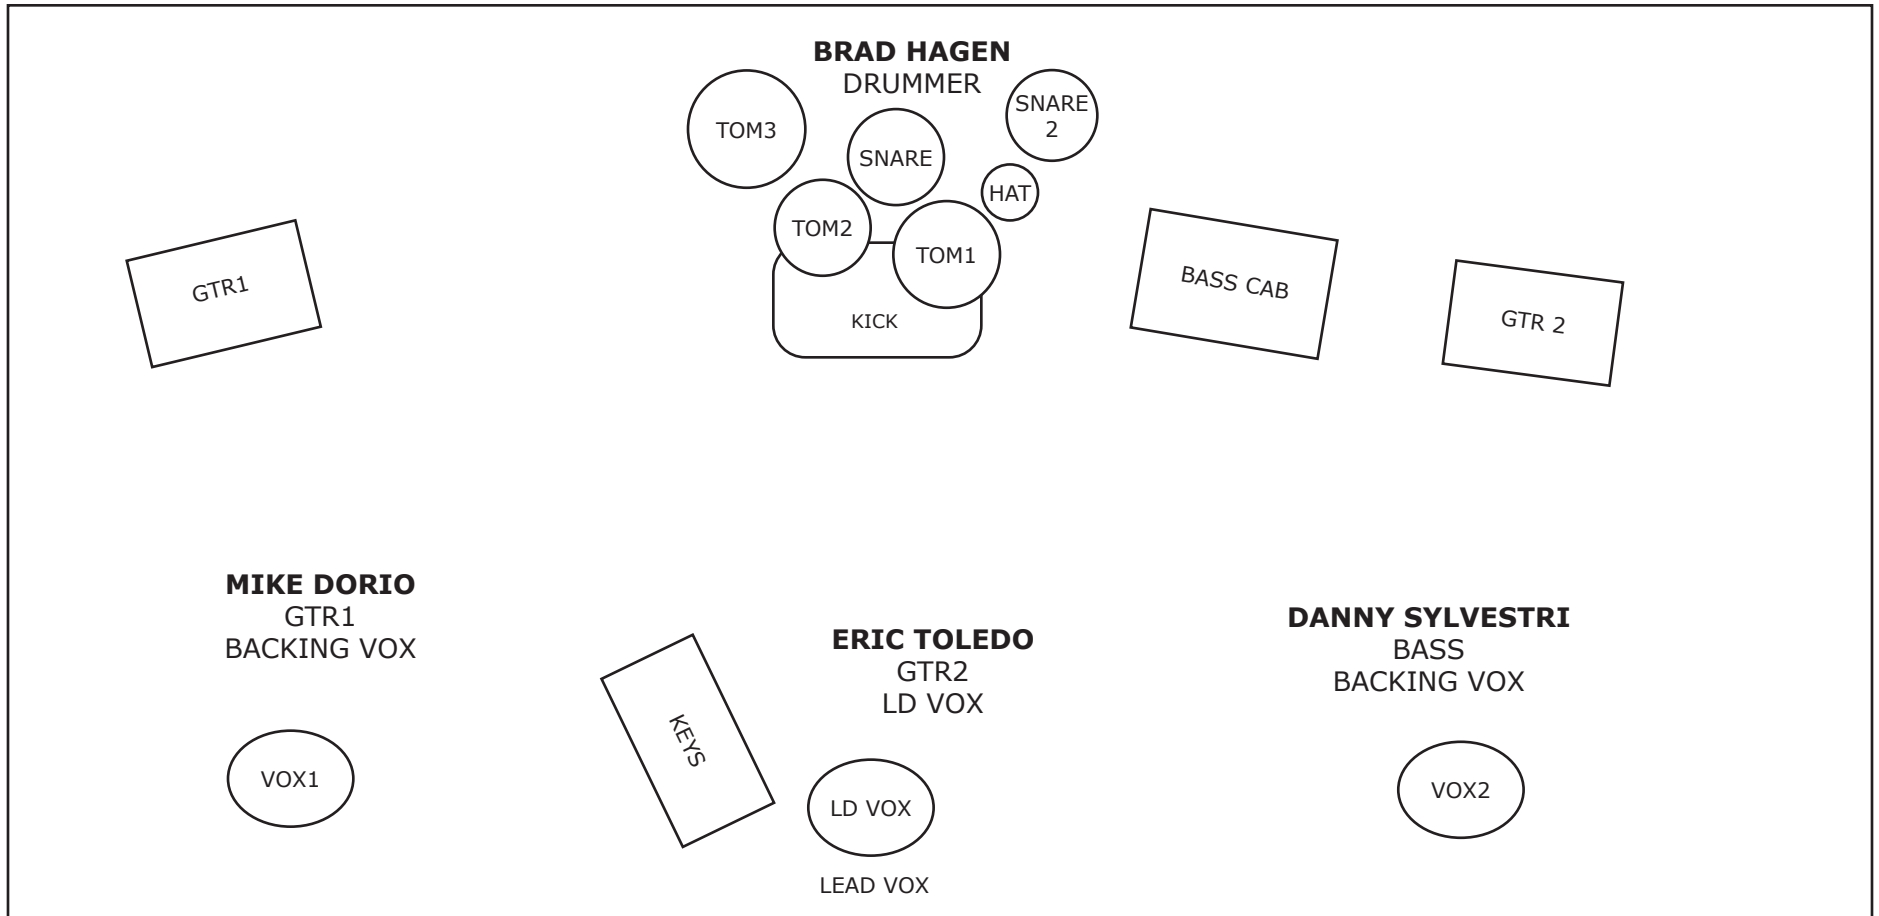 BRAD HAGEN
DRUMMER
TOM3
SNARE
SNARE
2
HAT
TOM2
TOM1
KICK
GTR1
BASS CAB
GTR 2
MIKE DORIO
GTR1
BACKING VOX
ERIC TOLEDO
GTR2
LD VOX
DANNY SYLVESTRI
BASS
BACKING VOX
KEYS
VOX1
LD VOX
VOX2
LEAD VOX